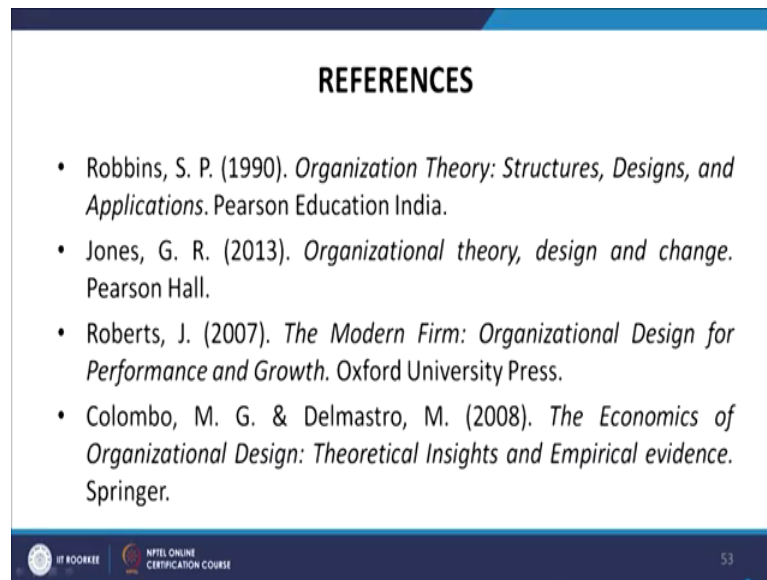 REFERENCES
• Robbins, S. P. (1990). Organization Theory: Structures, Designs, and
Applications. Pearson Education India.
• Jones, G. R. (2013). Organizational theory, design and change.
Pearson Hall.
• Roberts, J. (2007). The Modern Firm: Organizational Design for
Performance and Growth. Oxford University Press.
• Colombo, M. G. & Delmastro, M. (2008). The Economics of
Organizational Design: Theoretical Insights and Empirical evidence.
Springer.
IIT ROORKEE
NPTEL ONLINE
CERTIFICATION COURSE
53